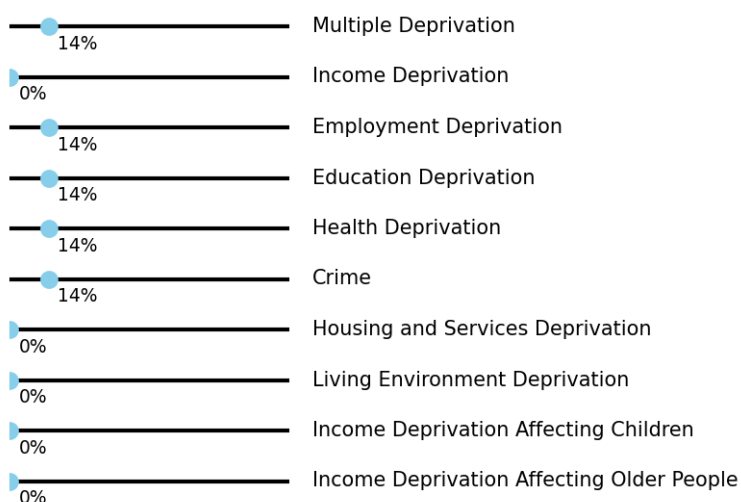 Multiple Deprivation
14%
Income Deprivation
0%
Employment Deprivation
14%
Education Deprivation
14%
Health Deprivation
14%
Crime
14%
Housing and Services Deprivation
0%
Living Environment Deprivation
0%
Income Deprivation Affecting Children
0%
Income Deprivation Affecting Older People
0%